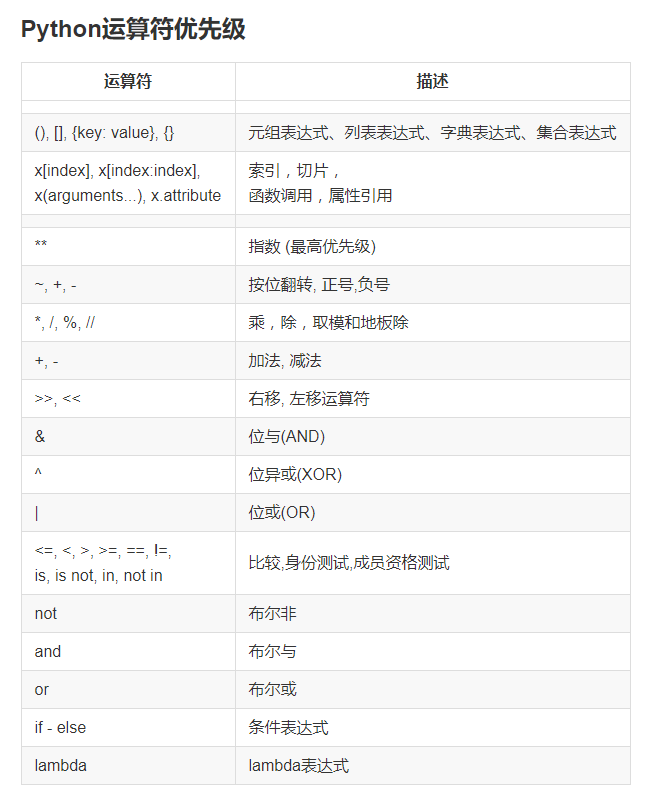 Python运算符优先级
运算符 描述
(), [], {key: value}, {} 元组表达式、列表表达式、字典表达式、集合表达式
x[index], x[index:index], 索引，切片，
x(arguments...), x.attribute 函数调用，属性引用
** 指数 (最高优先级)
~, +, - 按位翻转, 正号,负号
*, /, %, // 乘，除，取模和地板除
+, - 加法, 减法
>>, << 右移, 左移运算符
& 位与(AND)
^ 位异或(XOR)
| 位或(OR)
<=, <, >, >=, ==, !=,
is, is not, in, not in 比较,身份测试,成员资格测试
not 布尔非
and 布尔与
or 布尔或
if - else 条件表达式
lambda lambda表达式